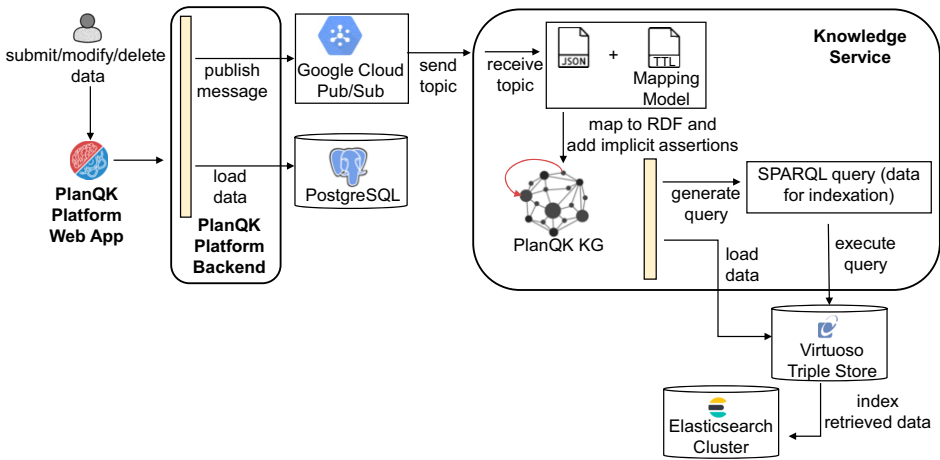 submit/modify/delete
data
PlanQK
Platform
Web App
publish
message
load
data
PlanQK
Platform
Backend
Google Cloud
Pub/Sub
PostgreSQL
send
topic
receive
topic
JSON
+
TTL
Mapping
Model
Knowledge
Service
map to RDF and
add implicit assertions
PlanQK KG
generate
query
SPARQL query (data
for indexation)
load
data
execute
query
Virtuoso
Triple Store
index
retrieved data
Elasticsearch
Cluster